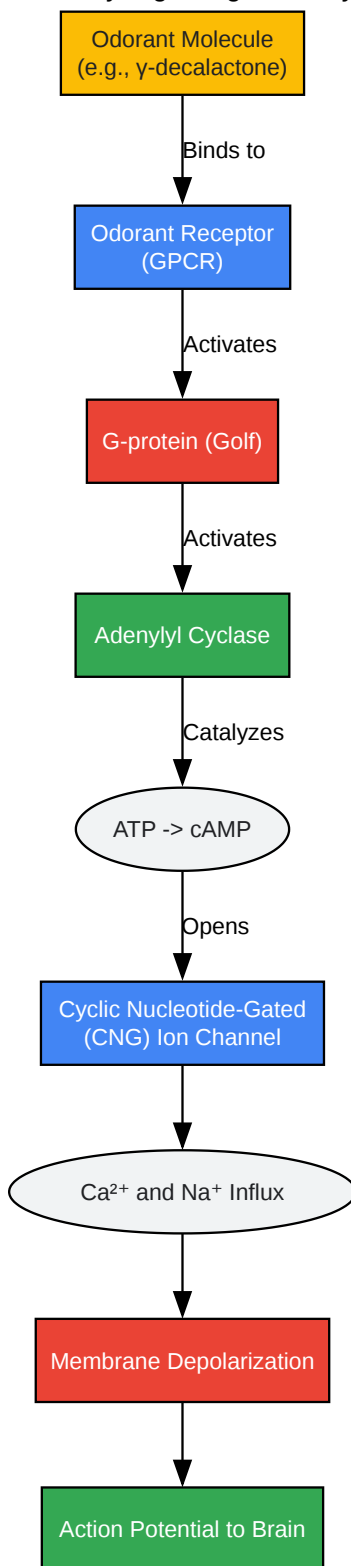 Odorant Molecule
(e.g., γ-decalactone)
Binds to
Odorant Receptor
(GPCR)
Activates
G-protein (Golf)
Activates
Adenylyl Cyclase
Catalyzes
ATP -> cAMP
Opens
Cyclic Nucleotide-Gated
(CNG) Ion Channel
Ca²⁺ and Na⁺ Influx
Membrane Depolarization
Action Potential to Brain